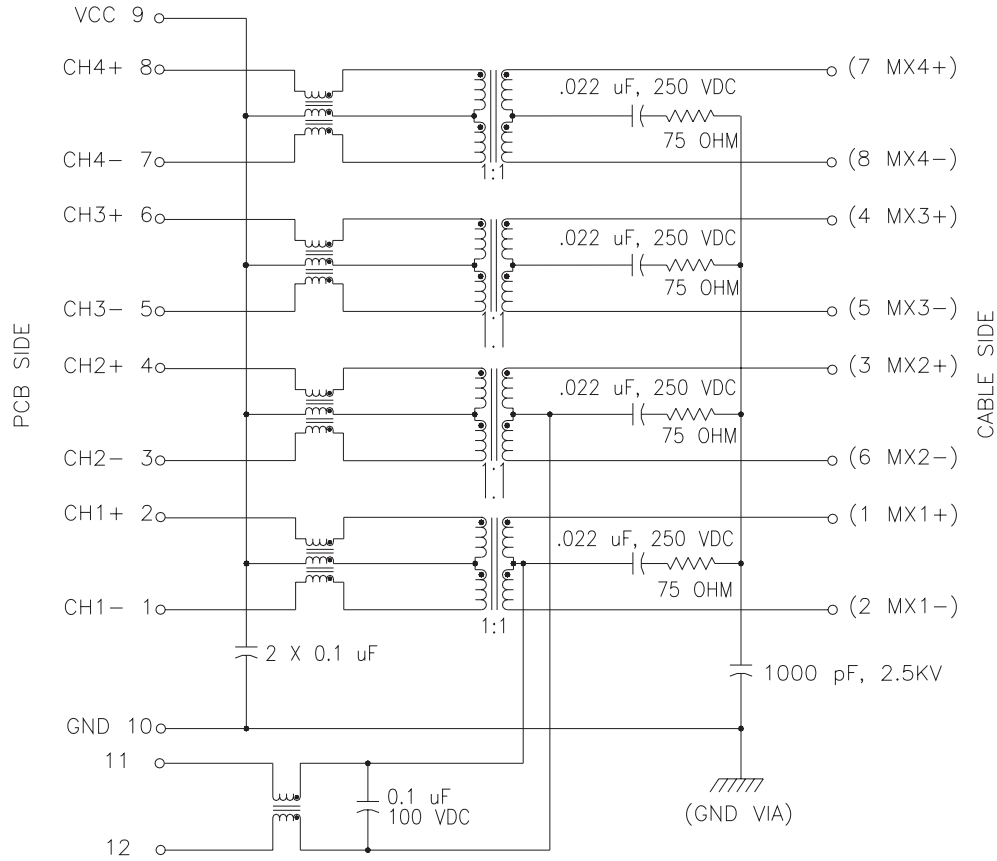 VCC 9
CH4+ 8
(7 MX4+)
.022 uF, 250 VDC
75 OHM
CH4- 7
(8 MX4-)
1:1
CH3+ 6
(4 MX3+)
.022 uF, 250 VDC
75 OHM
CH3- 5
(5 MX3-)
1:1
PCB SIDE
CABLE SIDE
CH2+ 4
(3 MX2+)
.022 uF, 250 VDC
75 OHM
CH2- 3
(6 MX2-)
1:1
CH1+ 2
(1 MX1+)
.022 uF, 250 VDC
75 OHM
CH1- 1
(2 MX1-)
1:1
2 X 0.1 uF
1000 pF, 2.5KV
GND 10
11
0.1 uF
100 VDC
(GND VIA)
12